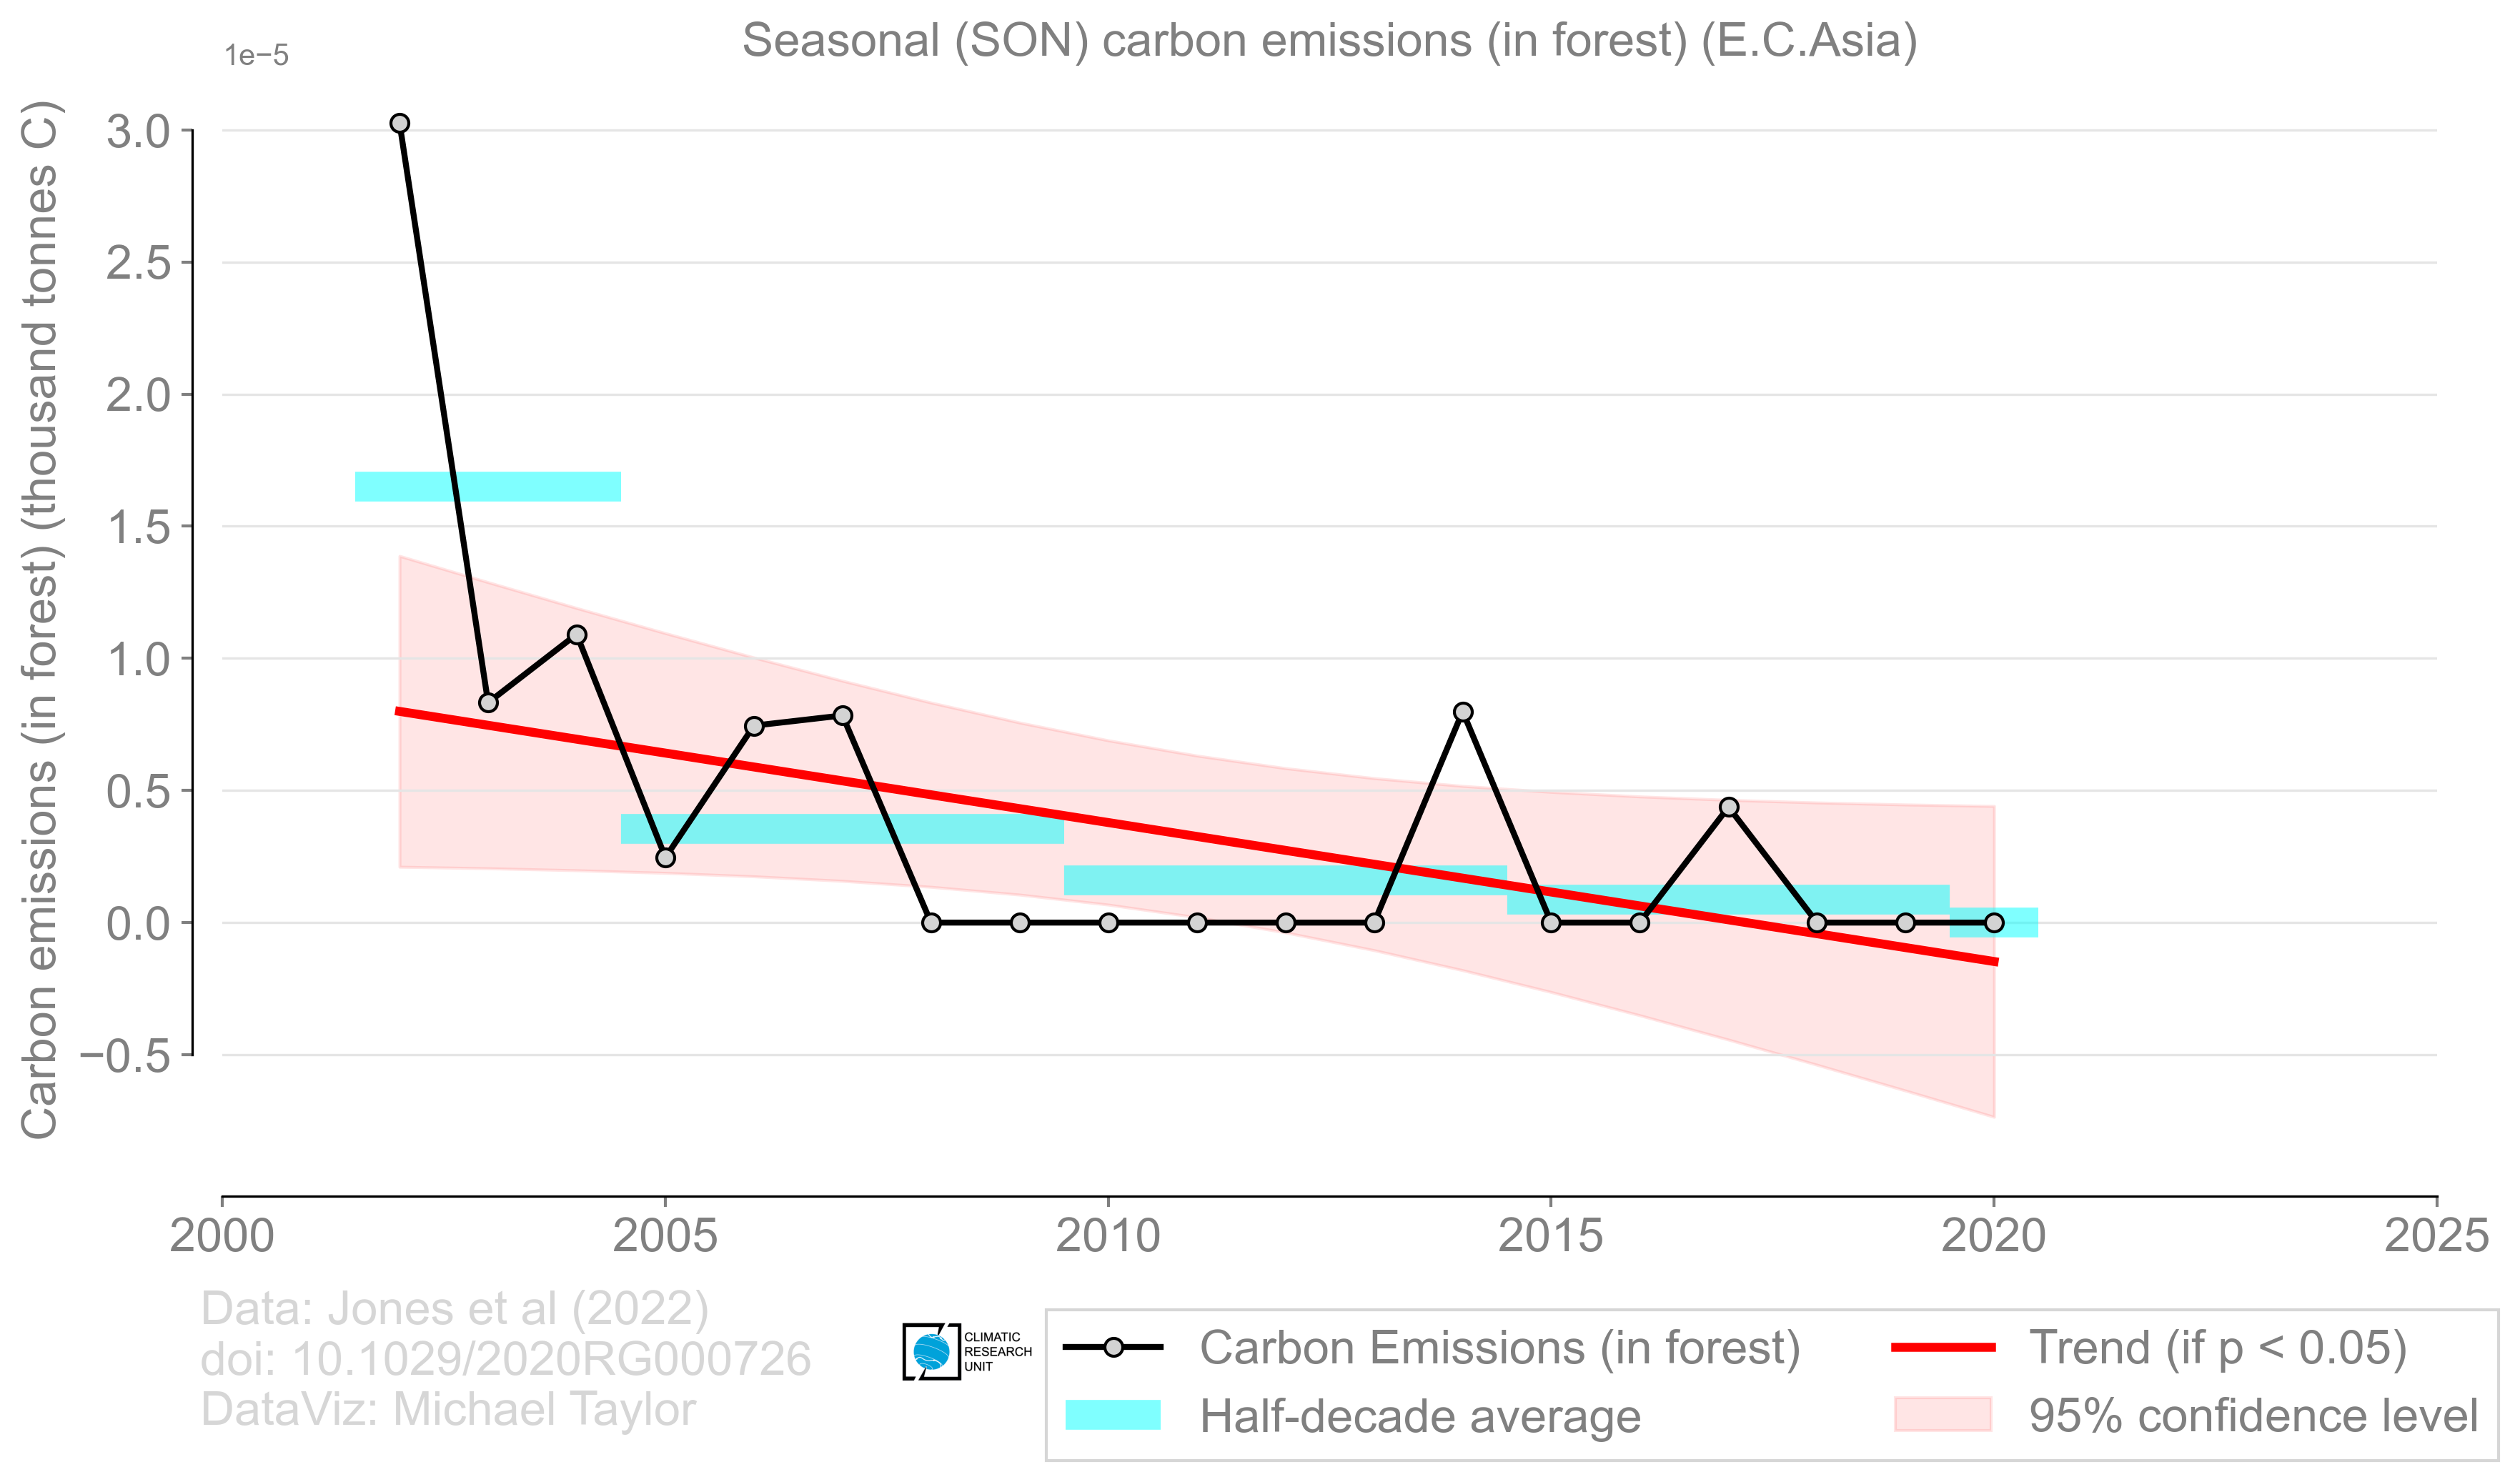 Seasonal (SON) carbon emissions (in forest) (E.C.Asia)
1e−5
Carbon emissions (in forest) (thousand tonnes C)
3.0
2.5
2.0
1.5
1.0
0.5
0.0
−0.5
2000 2005 2010 2015 2020 2025
Data: Jones et al (2022)
doi: 10.1029/2020RG000726
DataViz: Michael Taylor
CLIMATIC
RESEARCH
UNIT
Carbon Emissions (in forest)
Half-decade average
Trend (if p < 0.05)
95% confidence level